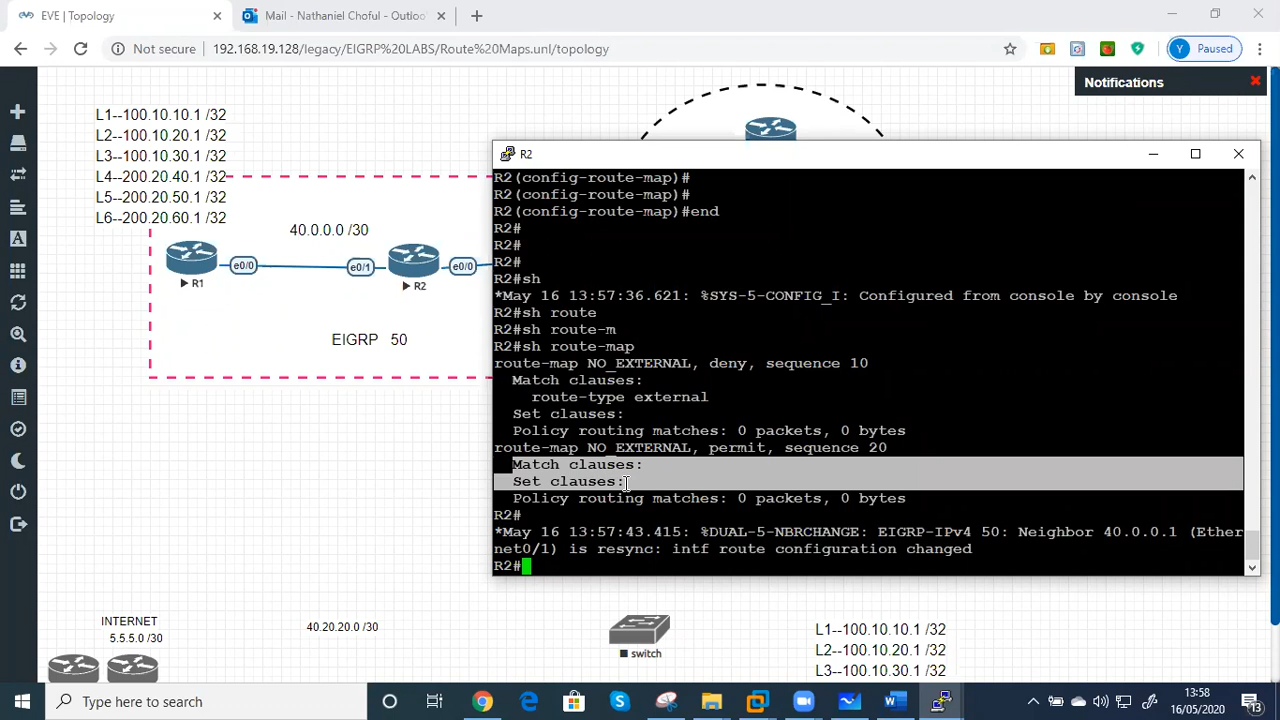 EVE | Topology
Mail - Nathaniel Choful - Outloo
Not secure
192.168.19.128/legacy/EIGRP%20LABS/Route%20Maps.unl/topology
Y
Paused
Notifications
L1--100.10.10.1 /32
L2--100.10.20.1 /32
L3--100.10.30.1 /32
L4--200.20.40.1 /32
L5--200.20.50.1 /32
L6--200.20.60.1 /32
40.0.0.0 /30
e0/0
e0/1
e0/0
R1
R2
EIGRP 50
R2
R2(config-route-map)#
R2(config-route-map)#
R2(config-route-map)#end
R2#
R2#
R2#
R2#sh
*May 16 13:57:36.621: %SYS-5-CONFIG_I: Configured from console by console
R2#sh route
R2#sh route-m
R2#sh route-map
route-map NO_EXTERNAL, deny, sequence 10
Match clauses:
route-type external
Set clauses:
Policy routing matches: 0 packets, 0 bytes
route-map NO_EXTERNAL, permit, sequence 20
Match clauses:
Set clauses:
Policy routing matches: 0 packets, 0 bytes
R2#
*May 16 13:57:43.415: %DUAL-5-NBRCHANGE: EIGRP-IPv4 50: Neighbor 40.0.0.1 (Ether
net0/1) is resync: intf route configuration changed
R2#
INTERNET
5.5.5.0 /30
40.20.20.0 /30
switch
L1--100.10.10.1 /32
L2--100.10.20.1 /32
L3--100.10.30.1 /32
Type here to search
13:58
16/05/2020
13